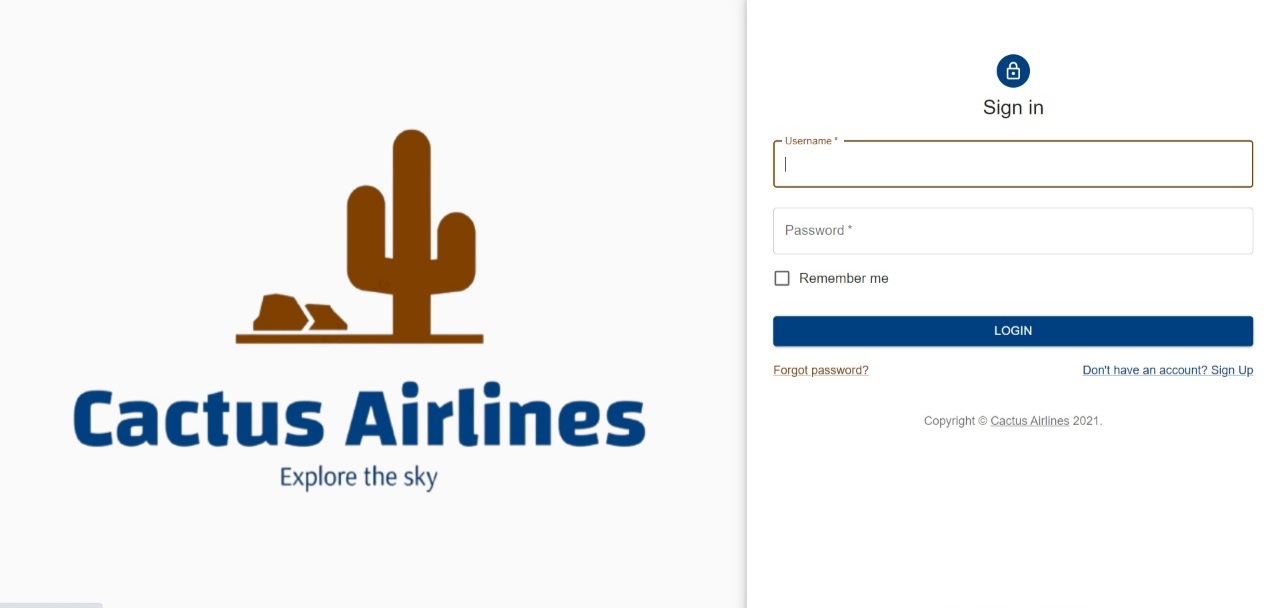 Cactus Airlines
Explore the sky
Sign in
Username *
Password *
Remember me
LOGIN
Forgot password? Don't have an account? Sign Up
Copyright © Cactus Airlines 2021.